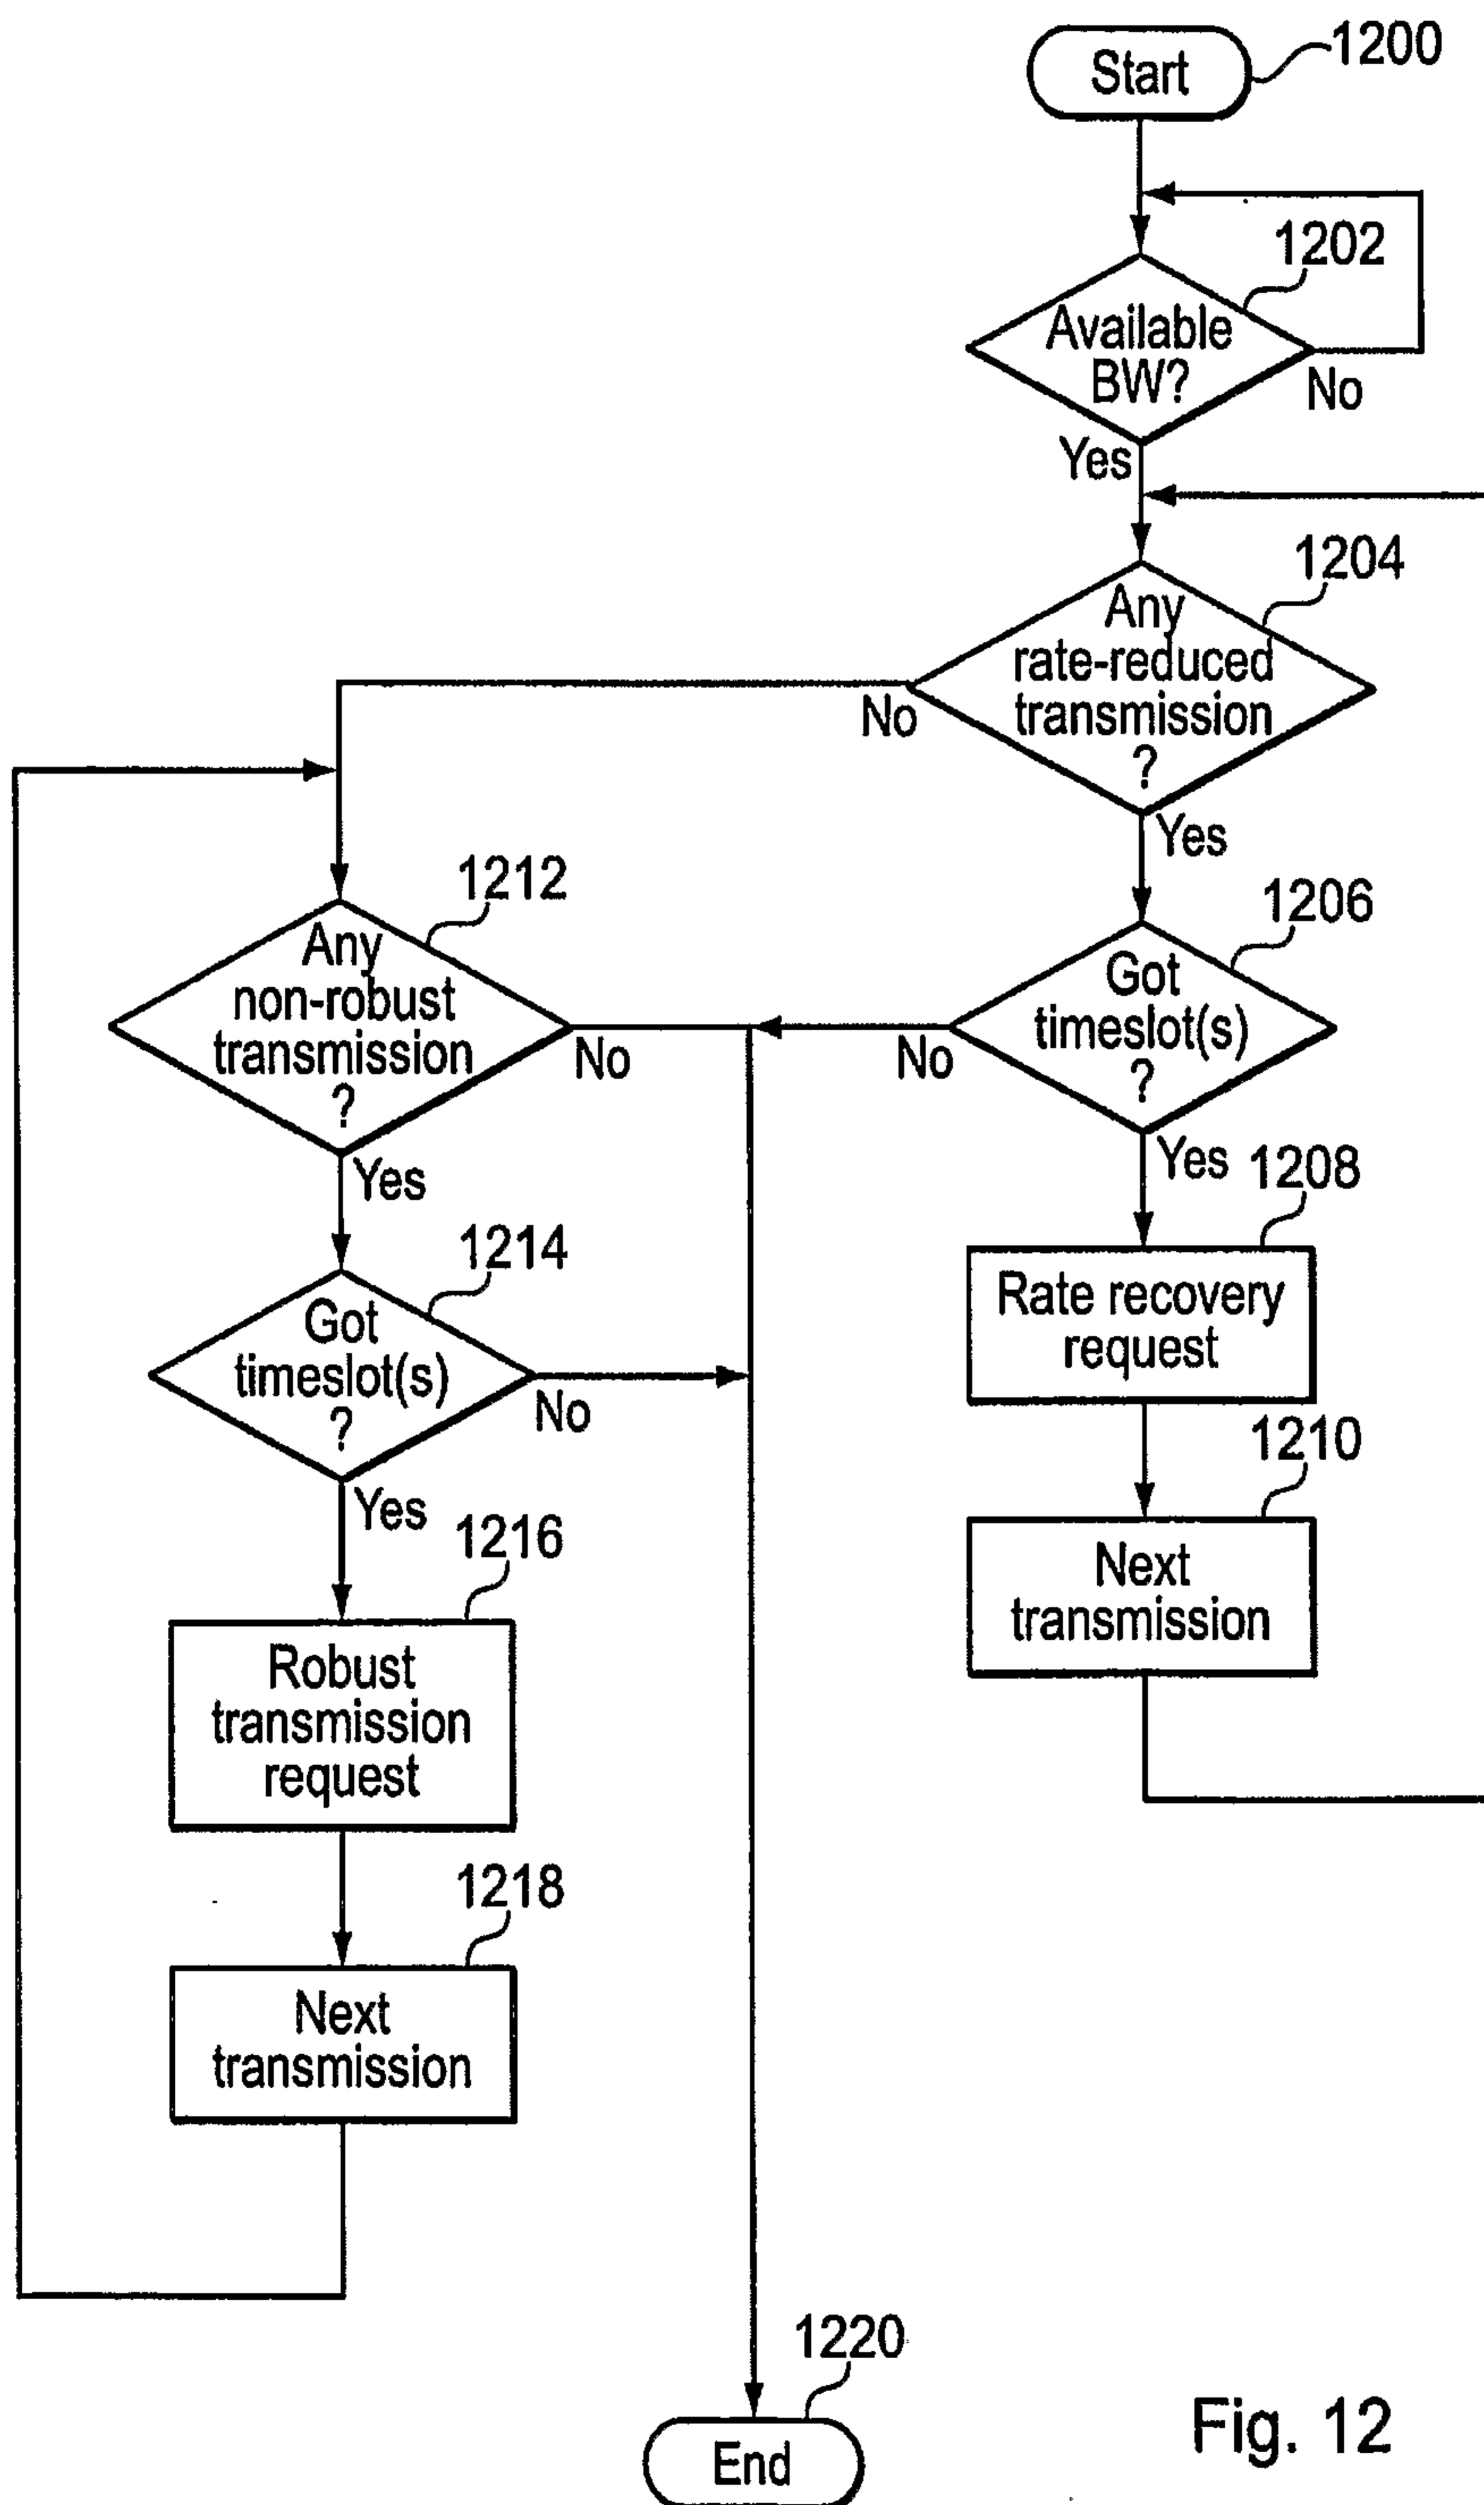 Start
1200
1202
Available
BW?
No
Yes
1204
Any
rate-reduced
transmission
?
No
Yes
1212
Any
non-robust
transmission
?
No
Yes
1206
Got
timeslot(s)
?
No
Yes
1208
Rate recovery
request
1210
Next
transmission
1214
Got
timeslot(s)
?
No
Yes
1216
Robust
transmission
request
1218
Next
transmission
1220
End
Fig. 12